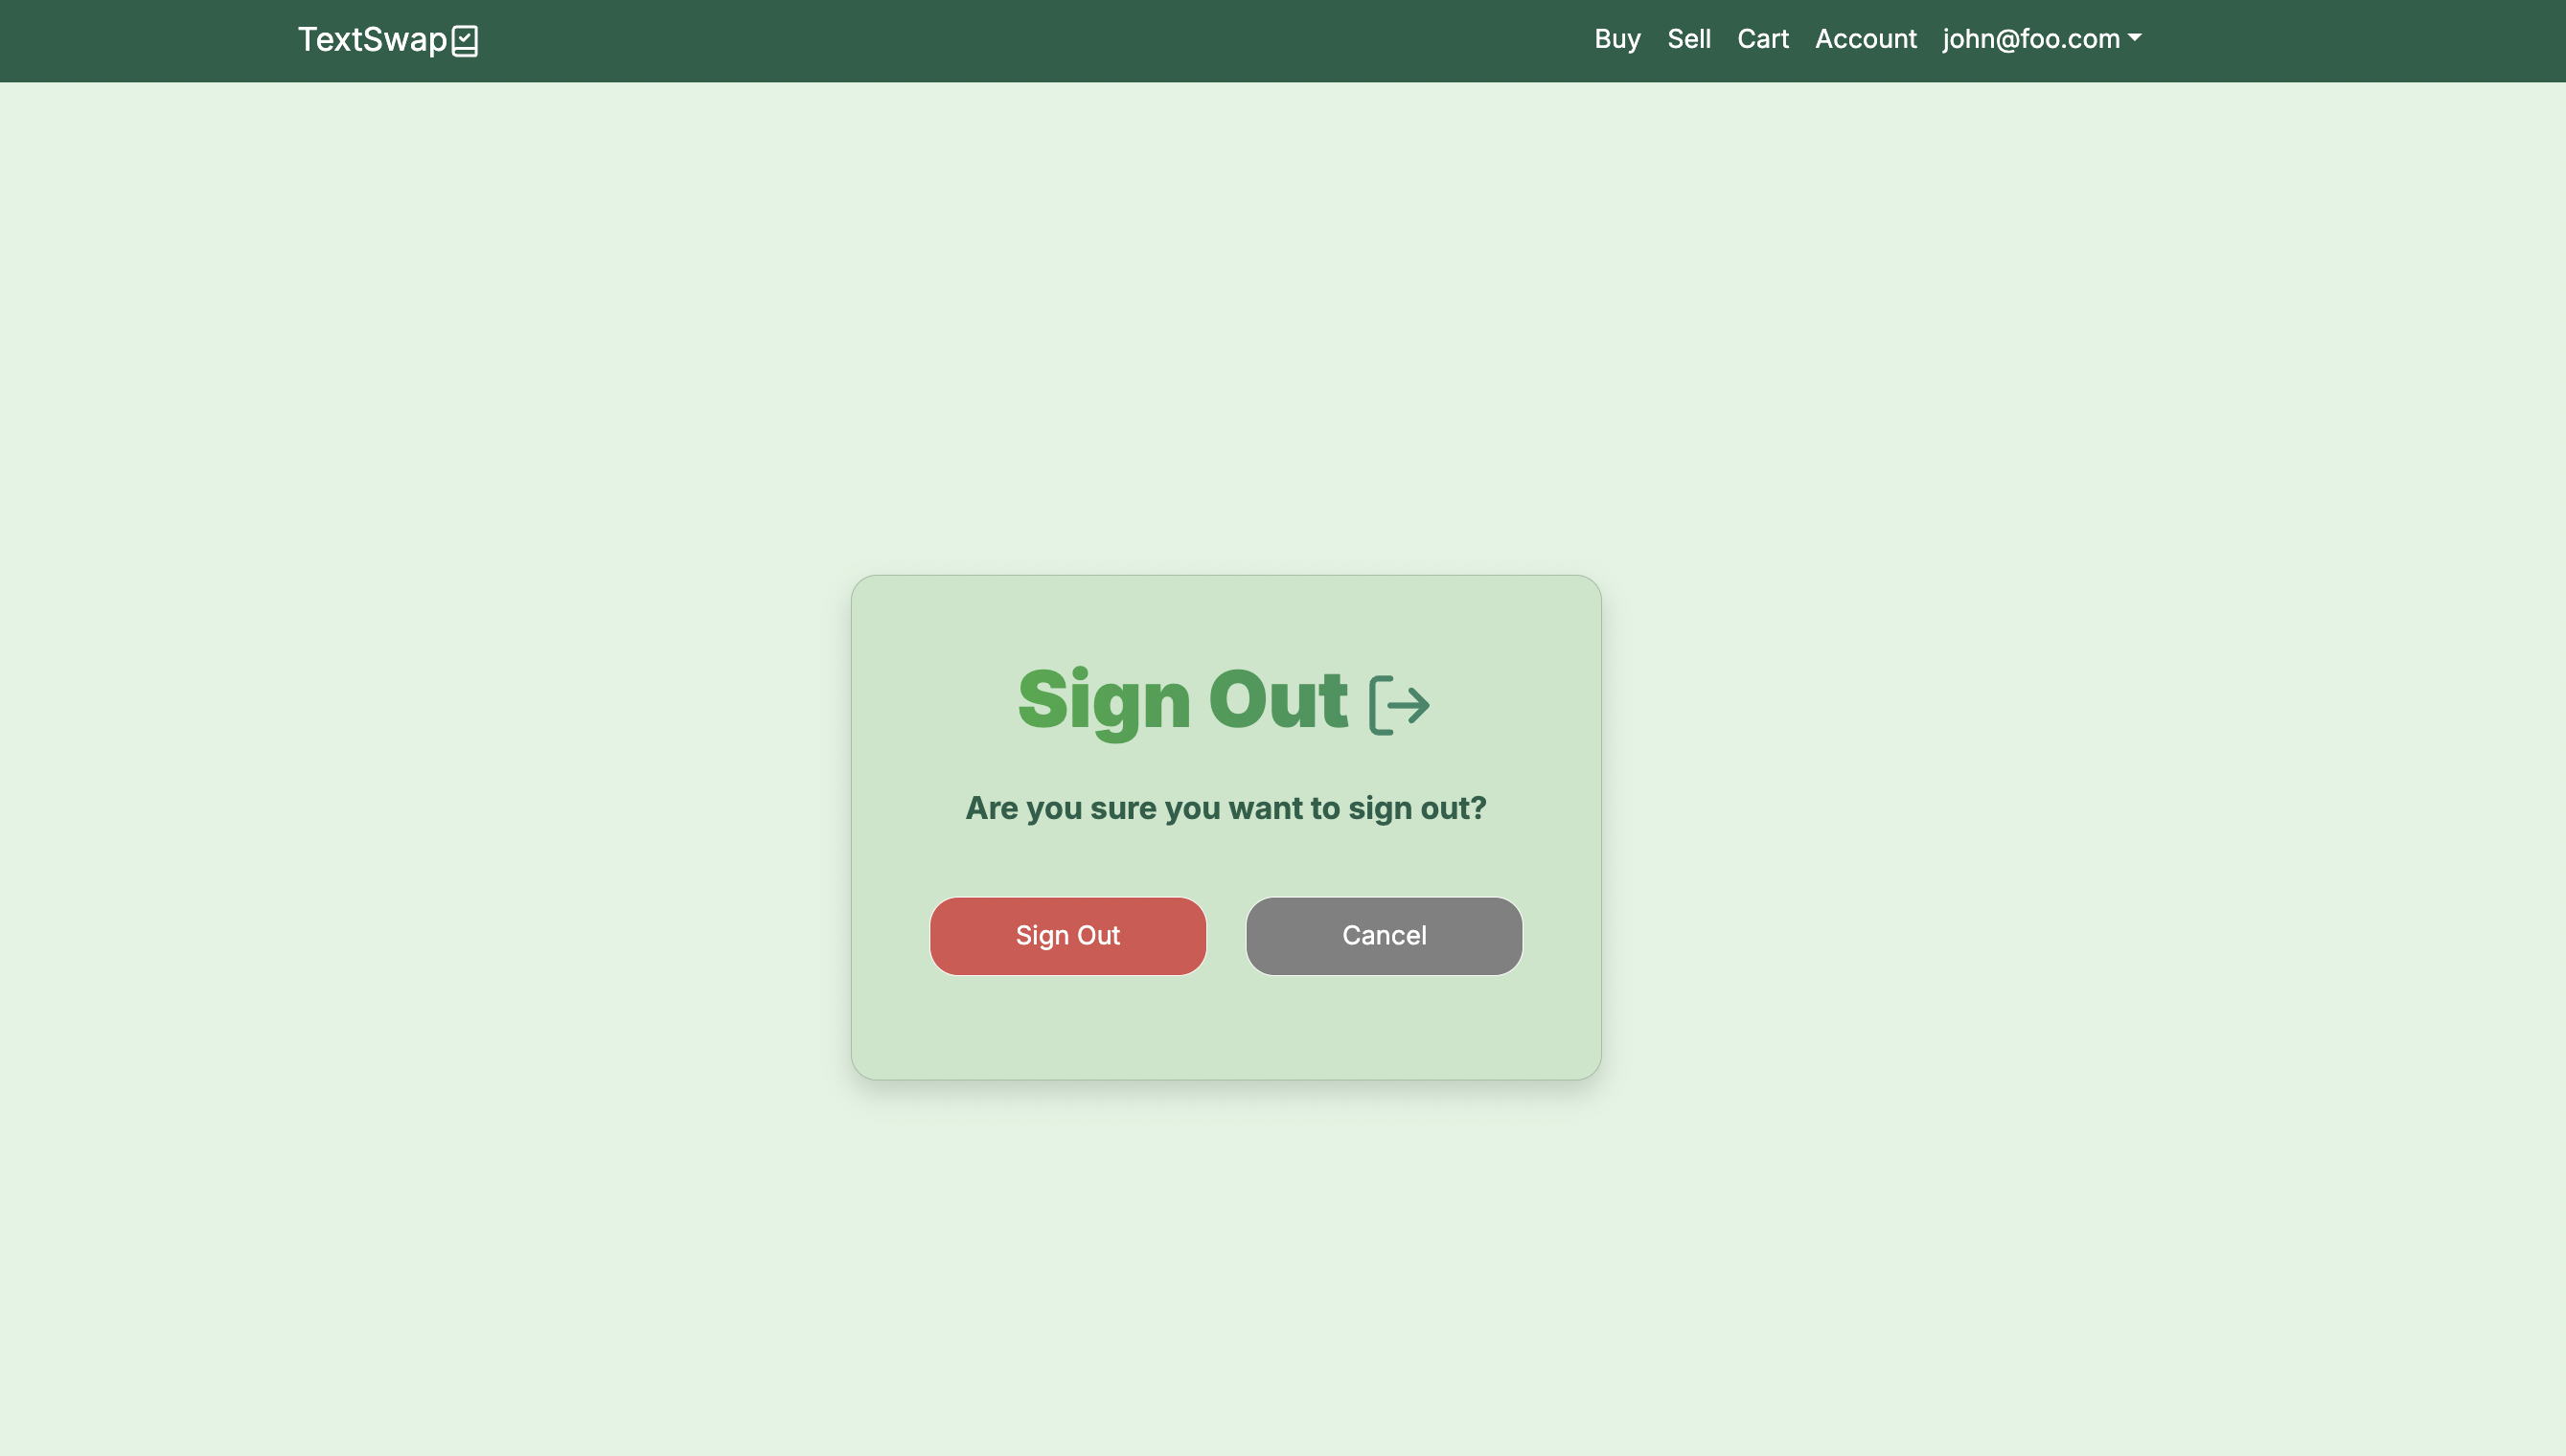 TextSwap
Buy Sell Cart Account john@foo.com
Sign Out
Are you sure you want to sign out?
Sign Out Cancel